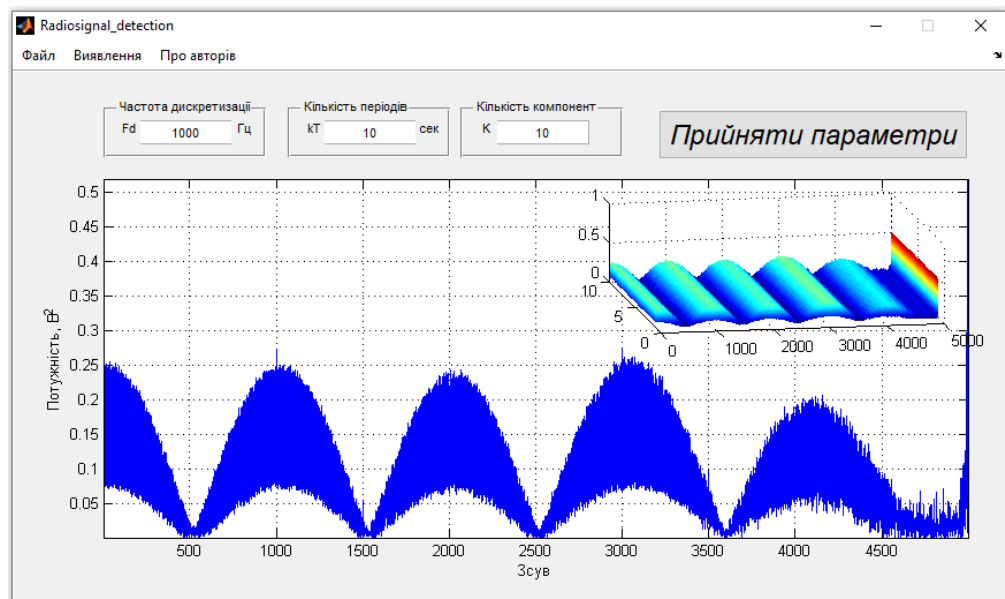 Radiosignal_detection
Файл Виявлення Про авторів
Частота дискретизації Кількість періодів Кількість компонент
Fd 1000 Гц kT 10 сек K 10
Прийняти параметри
0.5
0.45
0.4
0.35
0.3
0.25
0.2
0.15
0.1
0.05
Потужність, В²
500 1000 1500 2000 2500 3000 3500 4000 4500
Зсув
1
0.5
0
10
5
0
0 1000 2000 3000 4000 5000